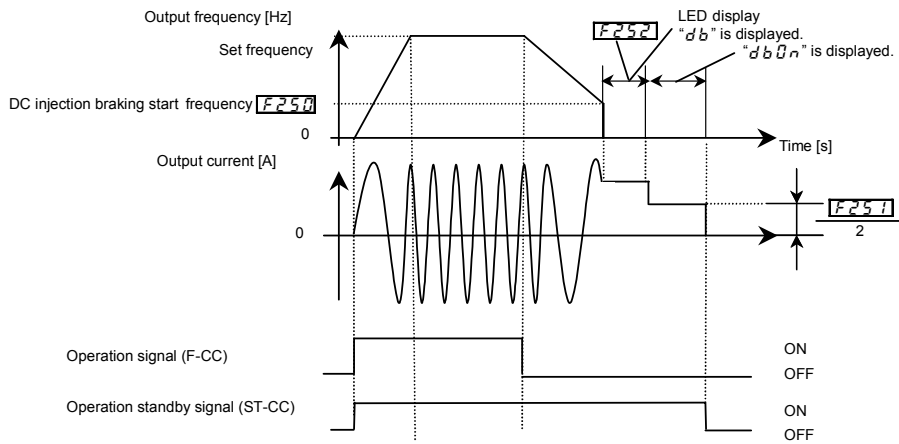 Output frequency [Hz]
LED display
F252
"db" is displayed.
Set frequency
"dbOn" is displayed.
DC injection braking start frequency F250
0
Time [s]
Output current [A]
F251
2
0
Operation signal (F-CC)
ON
OFF
Operation standby signal (ST-CC)
ON
OFF